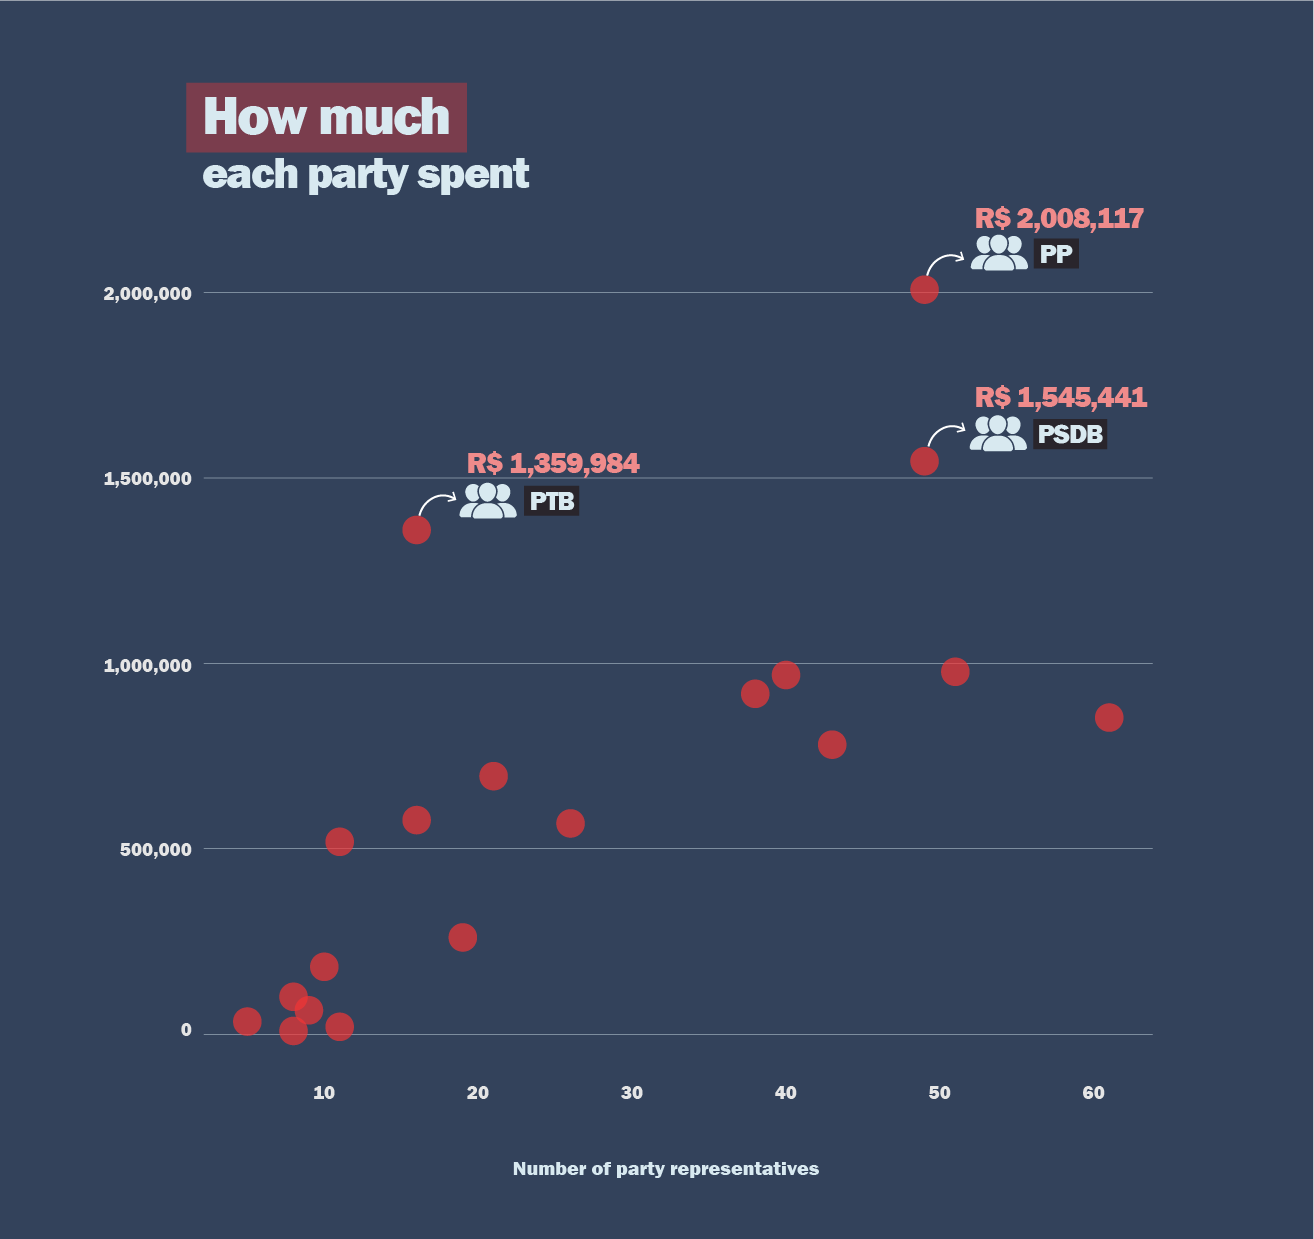 How much
each party spent
R$ 2,008,117
PP
2,000,000
R$ 1,545,441
PSDB
R$ 1,359,984
PTB
1,500,000
1,000,000
500,000
0
10 20 30 40 50 60
Number of party representatives